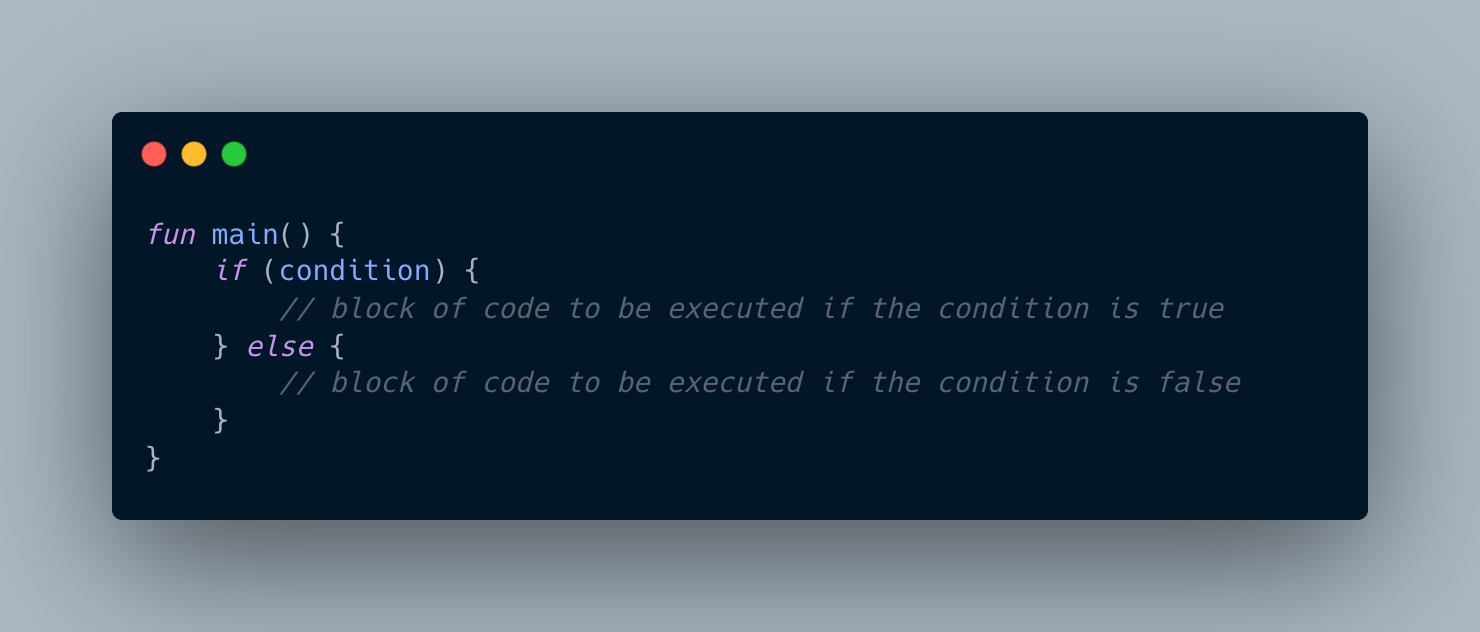 fun main() {
    if (condition) {
        // block of code to be executed if the condition is true
    } else {
        // block of code to be executed if the condition is false
    }
}